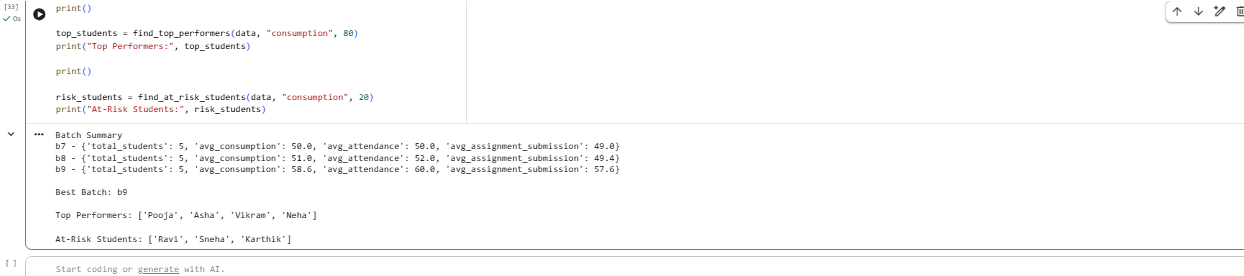 [33]
0s
print()
top_students = find_top_performers(data, "consumption", 80)
print("Top Performers:", top_students)
print()
risk_students = find_at_risk_students(data, "consumption", 20)
print("At-Risk Students:", risk_students)
Batch Summary
b7 - {'total_students': 5, 'avg_consumption': 50.0, 'avg_attendance': 50.0, 'avg_assignment_submission': 49.0}
b8 - {'total_students': 5, 'avg_consumption': 51.0, 'avg_attendance': 52.0, 'avg_assignment_submission': 49.4}
b9 - {'total_students': 5, 'avg_consumption': 58.6, 'avg_attendance': 60.0, 'avg_assignment_submission': 57.6}
Best Batch: b9
Top Performers: ['Pooja', 'Asha', 'Vikram', 'Neha']
At-Risk Students: ['Ravi', 'Sneha', 'Karthik']
[ ]
Start coding or generate with AI.